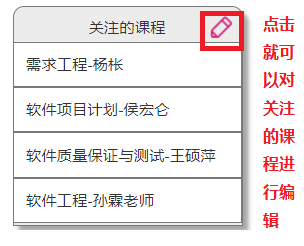 关注的课程
需求工程-杨枨
软件项目计划-侯宏仑
软件质量保证与测试-王硕萍
软件工程-孙霖老师
点击
就可
以对
关注
的课
程进
行编
辑